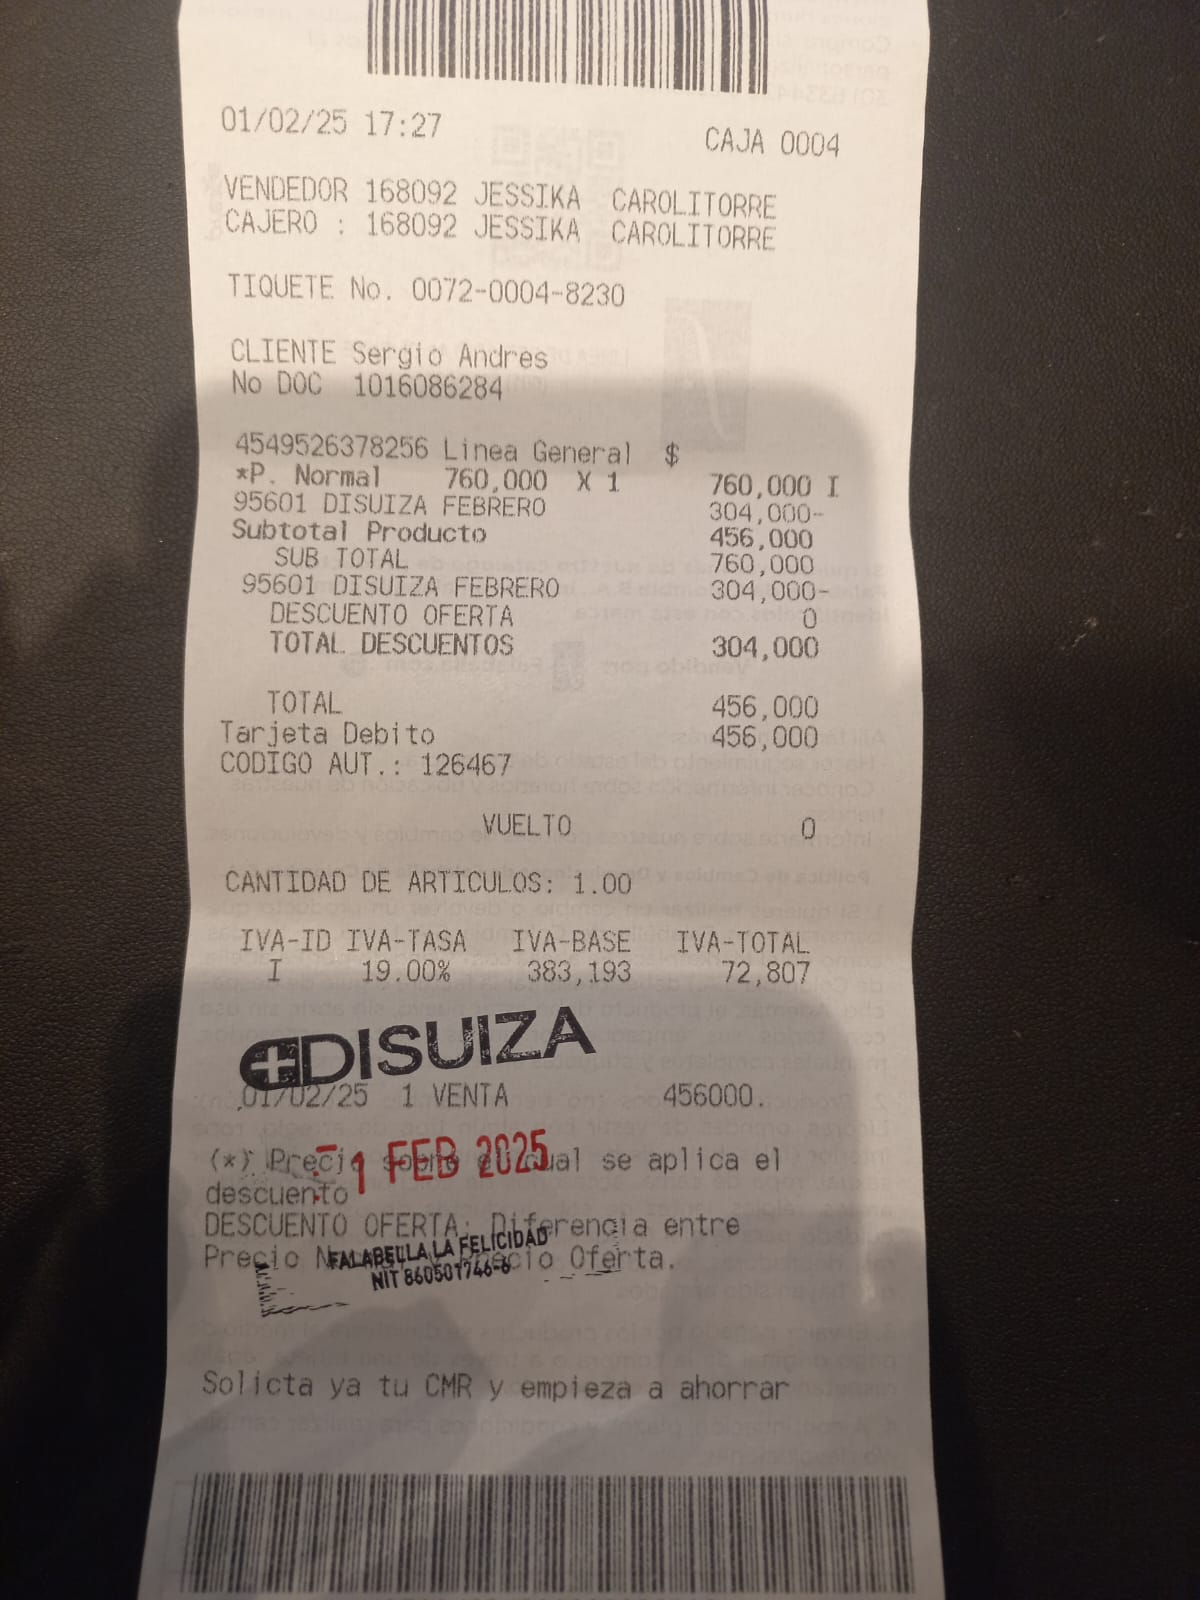 01/02/25 17:27 CAJA 0004
VENDEDOR 168092 JESSIKA CAROLITORRE
CAJERO : 168092 JESSIKA CAROLITORRE
TIQUETE No. 0072-0004-8230
CLIENTE Sergio Andres
No DOC 1016086284
4549526378256 Linea General $
*P. Normal 760,000 X 1 760,000 I
95601 DISUIZA FEBRERO 304,000-
Subtotal Producto 456,000
SUB TOTAL 760,000
95601 DISUIZA FEBRERO 304,000-
DESCUENTO OFERTA 0
TOTAL DESCUENTOS 304,000
TOTAL 456,000
Tarjeta Debito 456,000
CODIGO AUT.: 126467
VUELTO 0
CANTIDAD DE ARTICULOS: 1.00
IVA-ID IVA-TASA IVA-BASE IVA-TOTAL
I 19.00% 383,193 72,807
DISUIZA
01/02/25 1 VENTA 456000.
- 1 FEB 2025
(*) Precio sobre el cual se aplica el
descuento
DESCUENTO OFERTA: Diferencia entre
FALABELLA LA FELICIDAD
Precio Normal y Precio Oferta.
NIT 860501746-6
Solicta ya tu CMR y empieza a ahorrar